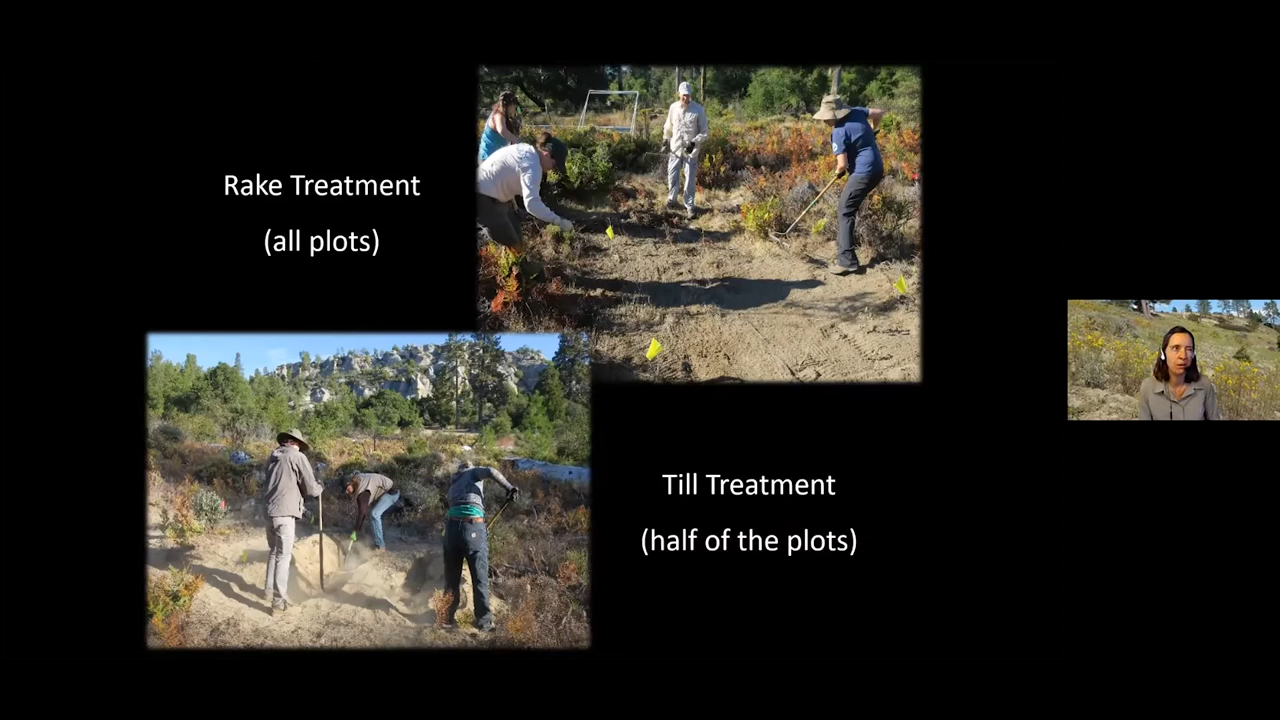 Rake Treatment
(all plots)
Till Treatment
(half of the plots)